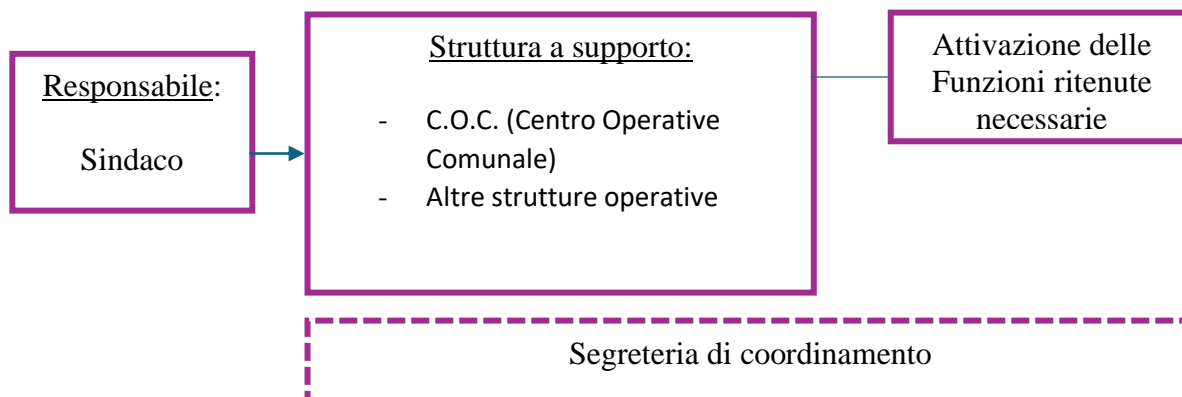 Responsabile:
Sindaco
Struttura a supporto:
- C.O.C. (Centro Operative
Comunale)
- Altre strutture operative
Attivazione delle
Funzioni ritenute
necessarie
Segreteria di coordinamento